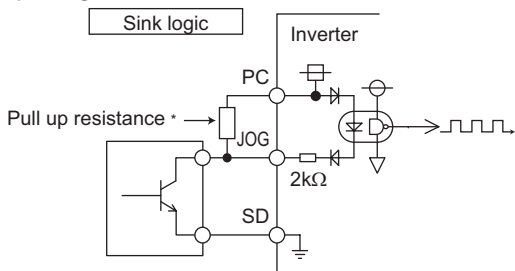 Sink logic
Inverter
PC
Pull up resistance *
JOG
2kΩ
SD